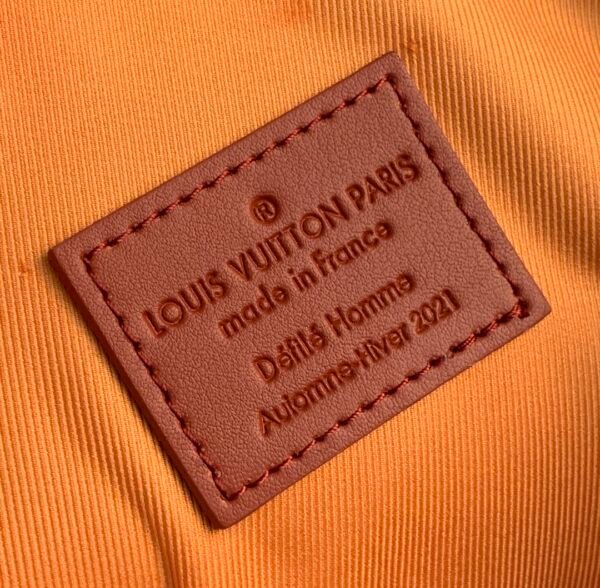 ®
LOUIS VUITTON PARIS
made in France
Défilé Homme
Automne-Hiver 2021